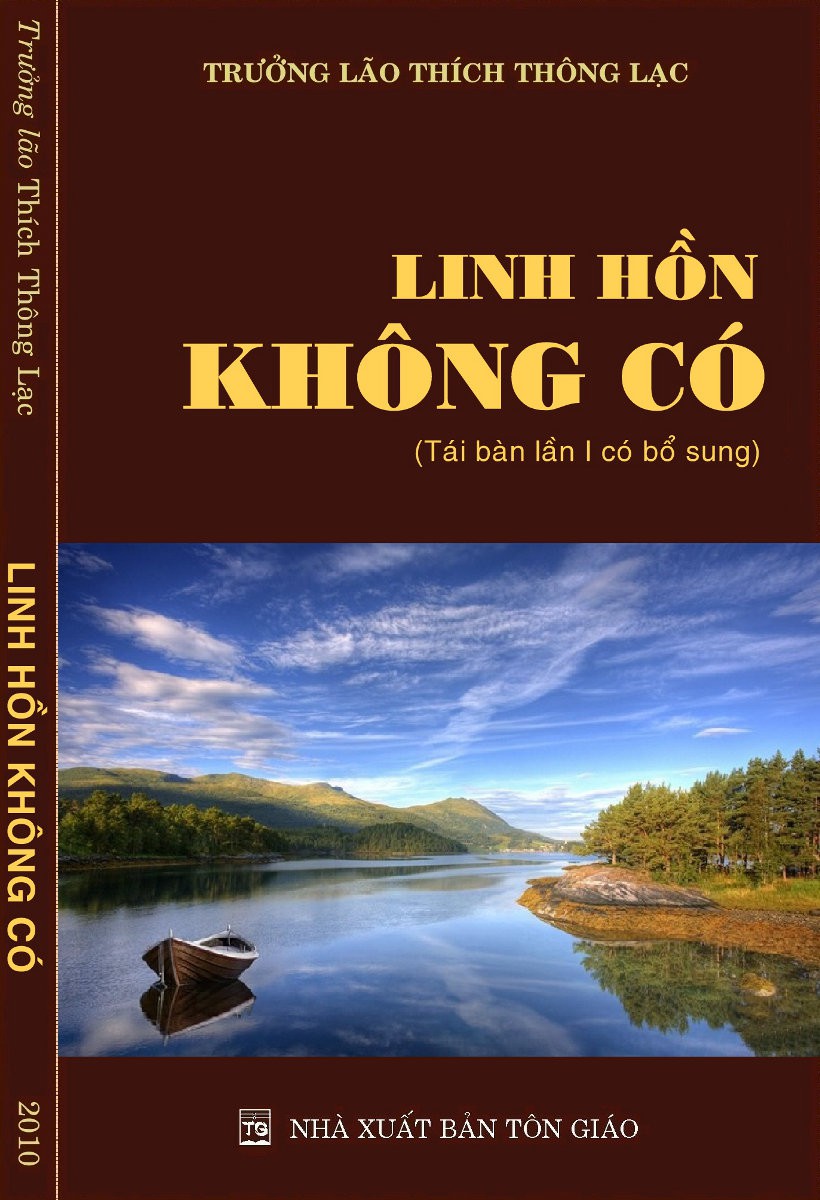 Trưởng lão Thích Thông Lạc
LINH HỒN KHÔNG CÓ
2010
TRƯỞNG LÃO THÍCH THÔNG LẠC
LINH HỒN
KHÔNG CÓ
(Tái bàn lần I có bổ sung)
TG
NHÀ XUẤT BẢN TÔN GIÁO